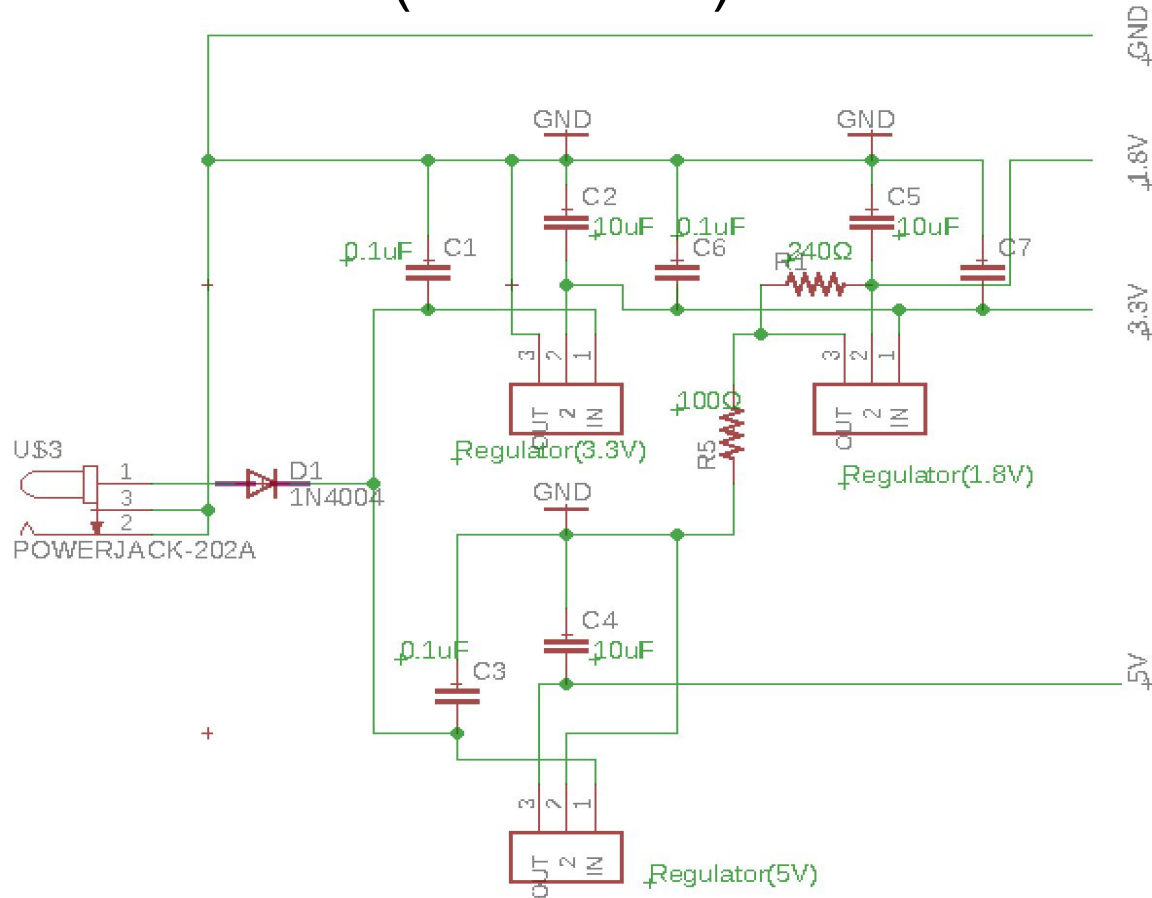 GND
GND
GND
1.8V
C2
10uF
0.1uF
C6
C5
10uF
0.1uF
C1
240Ω
R1
C7
3.3V
3
2
1
OUT
2
IN
Regulator(3.3V)
3
2
1
OUT
2
IN
Regulator(1.8V)
100Ω
R5
U$3
1
3
2
POWERJACK-202A
D1
1N4004
GND
C4
10uF
0.1uF
C3
5V
3
2
1
OUT
2
IN
Regulator(5V)